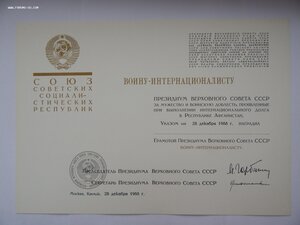 СОЮЗ
СОВЕТСКИХ
СОЦИАЛИ-
СТИЧЕСКИХ
РЕСПУБЛИК
ВОИНУ-ИНТЕРНАЦИОНАЛИСТУ
ПРЕЗИДИУМ ВЕРХОВНОГО СОВЕТА СССР
ЗА МУЖЕСТВО И ВОИНСКУЮ ДОБЛЕСТЬ, ПРОЯВЛЕННЫЕ
ПРИ ВЫПОЛНЕНИИ ИНТЕРНАЦИОНАЛЬНОГО ДОЛГА
В РЕСПУБЛИКЕ АФГАНИСТАН,
УКАЗОМ ОТ 28 декабря 1988 г. НАГРАДИЛ
ГРАМОТОЙ ПРЕЗИДИУМА ВЕРХОВНОГО СОВЕТА СССР
ВОИНУ-ИНТЕРНАЦИОНАЛИСТУ
ПРЕДСЕДАТЕЛЬ ПРЕЗИДИУМА ВЕРХОВНОГО СОВЕТА СССР
СЕКРЕТАРЬ ПРЕЗИДИУМА ВЕРХОВНОГО СОВЕТА СССР
Москва, Кремль, 28 декабря 1988 г.